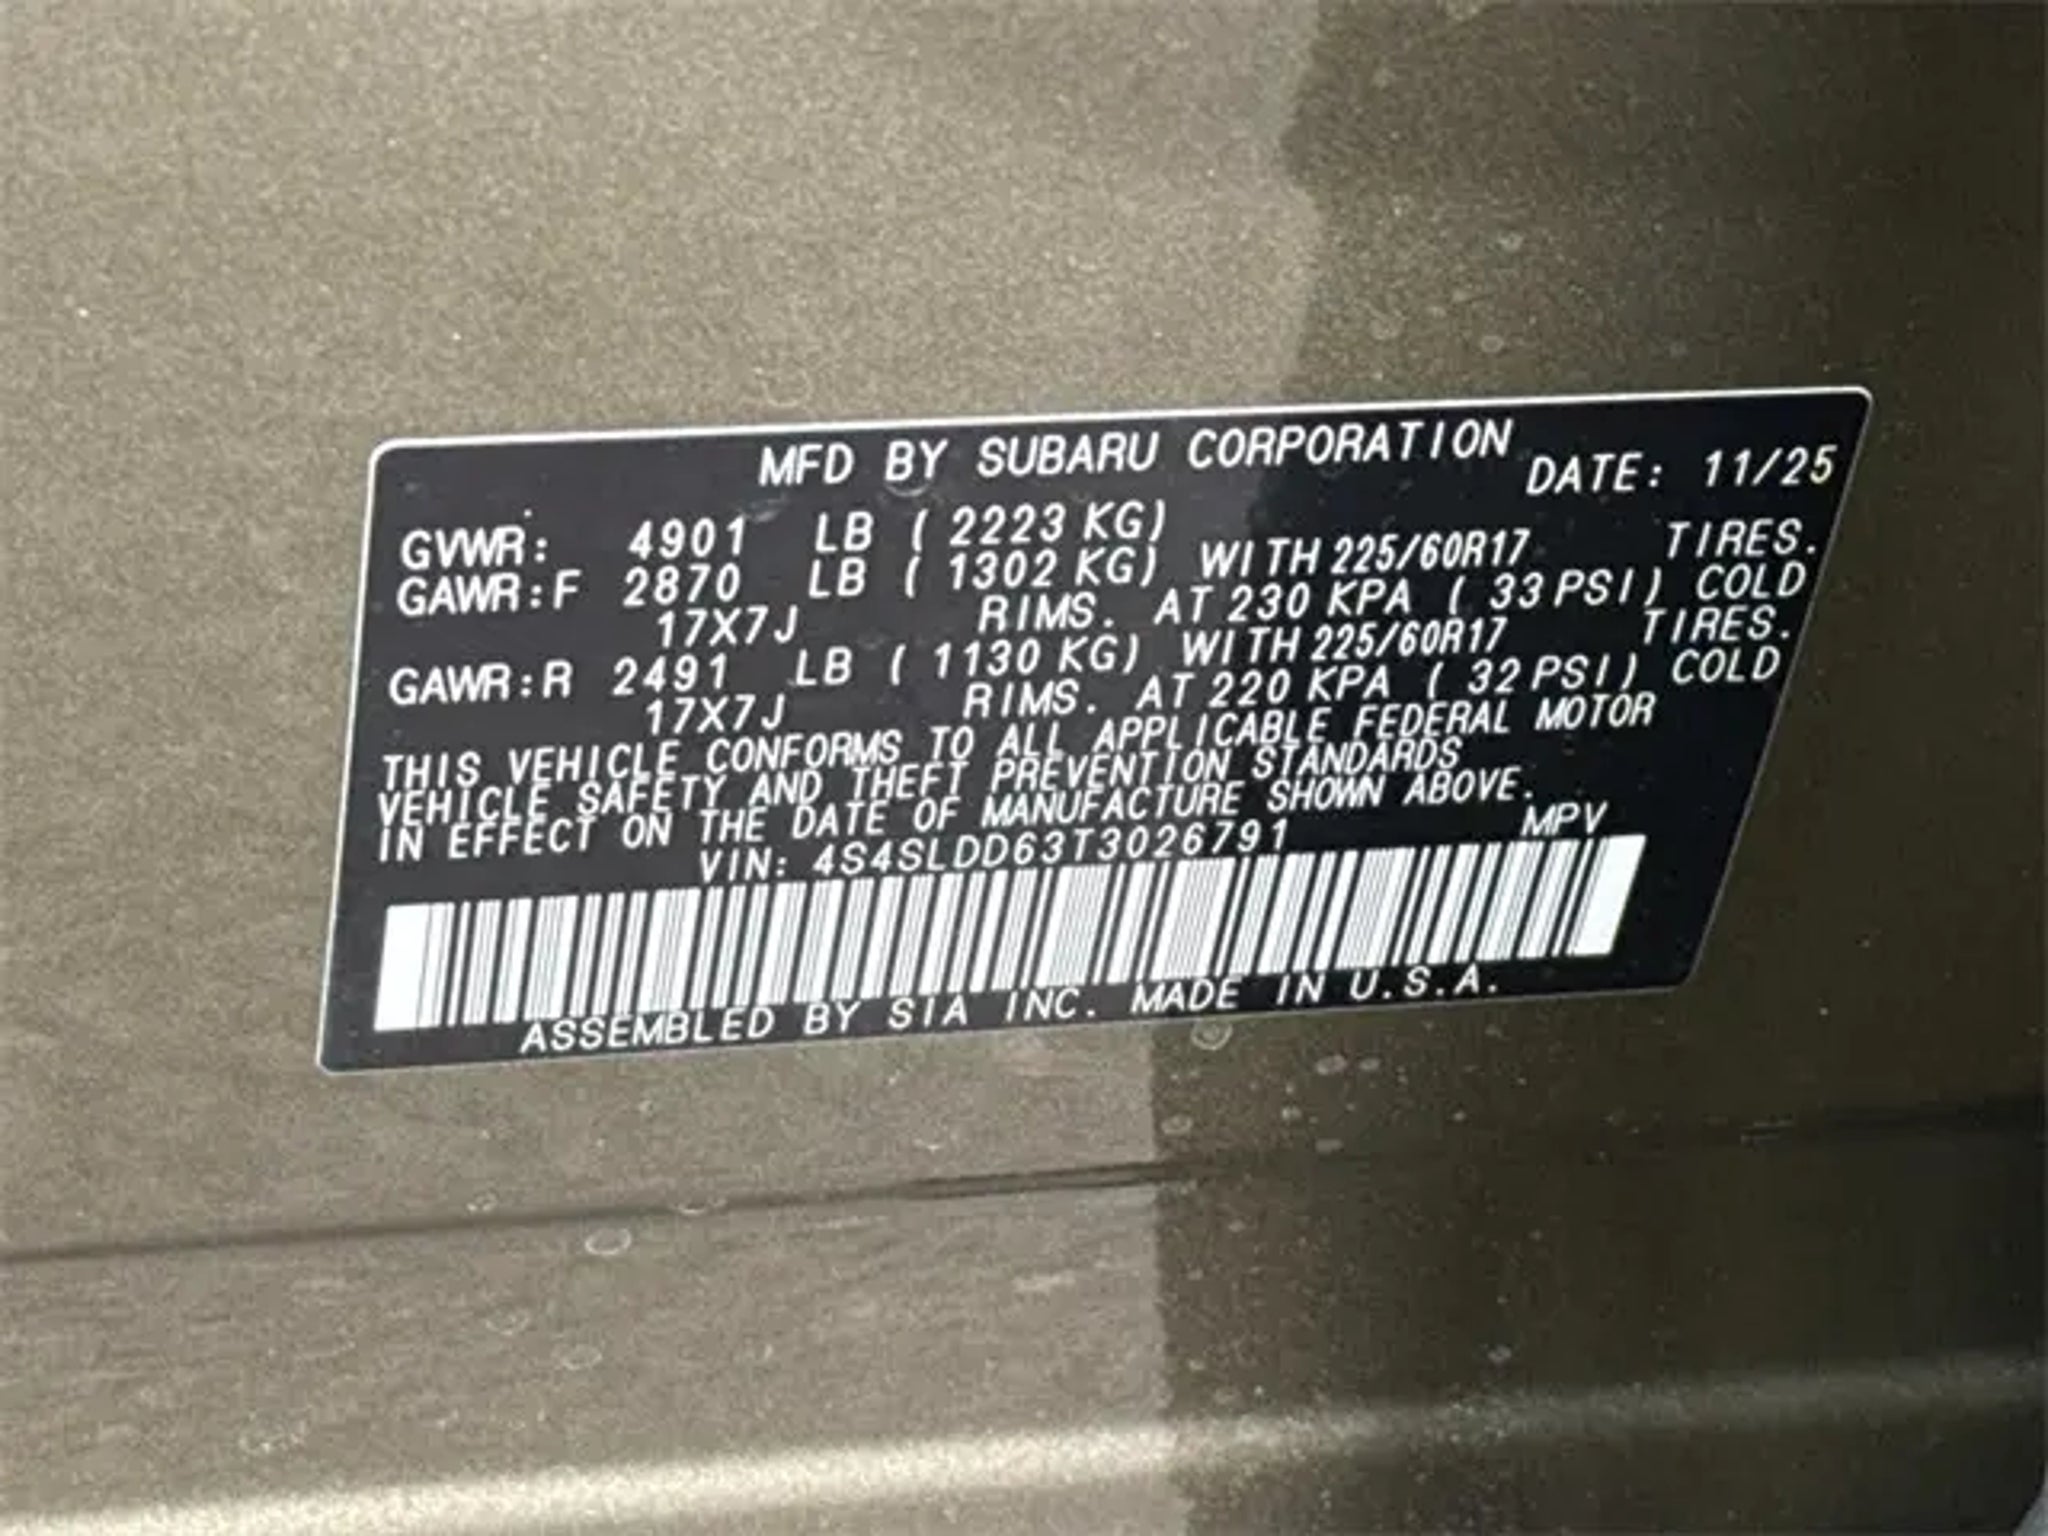 MFD BY SUBARU CORPORATION DATE: 11/25
GVWR: 4901 LB ( 2223 KG)
GAWR:F 2870 LB ( 1302 KG) WITH 225/60R17 TIRES.
17X7J RIMS. AT 230 KPA ( 33 PSI) COLD
GAWR:R 2491 LB ( 1130 KG) WITH 225/60R17 TIRES.
17X7J RIMS. AT 220 KPA ( 32 PSI) COLD
THIS VEHICLE CONFORMS TO ALL APPLICABLE FEDERAL MOTOR
VEHICLE SAFETY AND THEFT PREVENTION STANDARDS
IN EFFECT ON THE DATE OF MANUFACTURE SHOWN ABOVE.
VIN: 4S4SLDD63T3026791 MPV
ASSEMBLED BY SIA INC. MADE IN U.S.A.